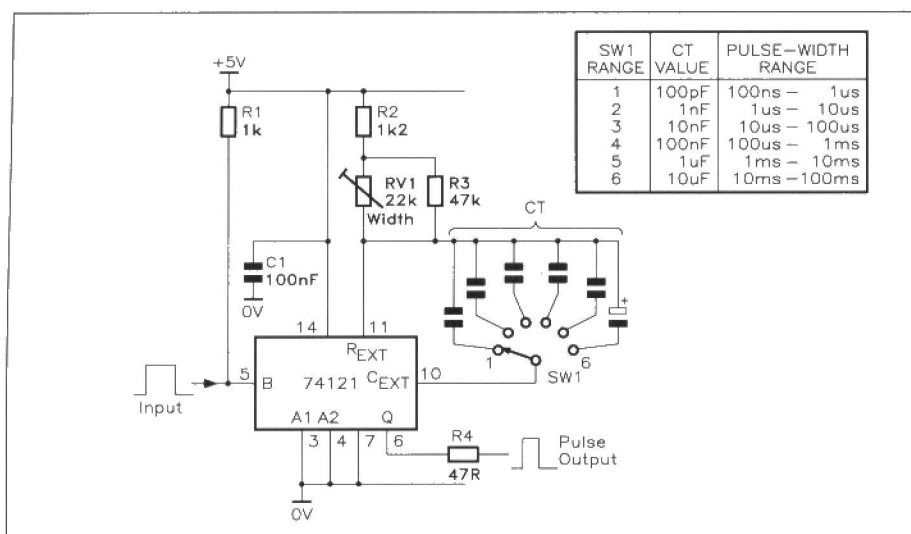 SW1 RANGE CT VALUE PULSE–WIDTH RANGE
1 100pF 100ns – 1us
2 1nF 1us – 10us
3 10nF 10us – 100us
4 100nF 100us – 1ms
5 1uF 1ms – 10ms
6 10uF 10ms –100ms
+5V
R1
1k
R2
1k2
RV1
22k
Width
R3
47k
CT
C1
100nF
0V
+
14 11
1 6
SW1
REXT
5 B 74121 CEXT 10
Input
A1 A2 Q
3 4 7 6
R4
47R
Pulse
Output
0V